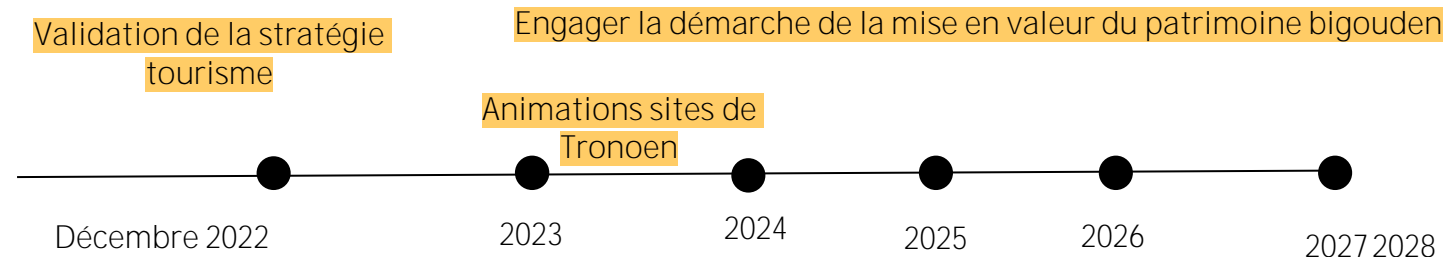 Validation de la stratégie
tourisme
Engager la démarche de la mise en valeur du patrimoine bigouden
Animations sites de
Tronoen
Décembre 2022
2023
2024
2025
2026
2027 2028